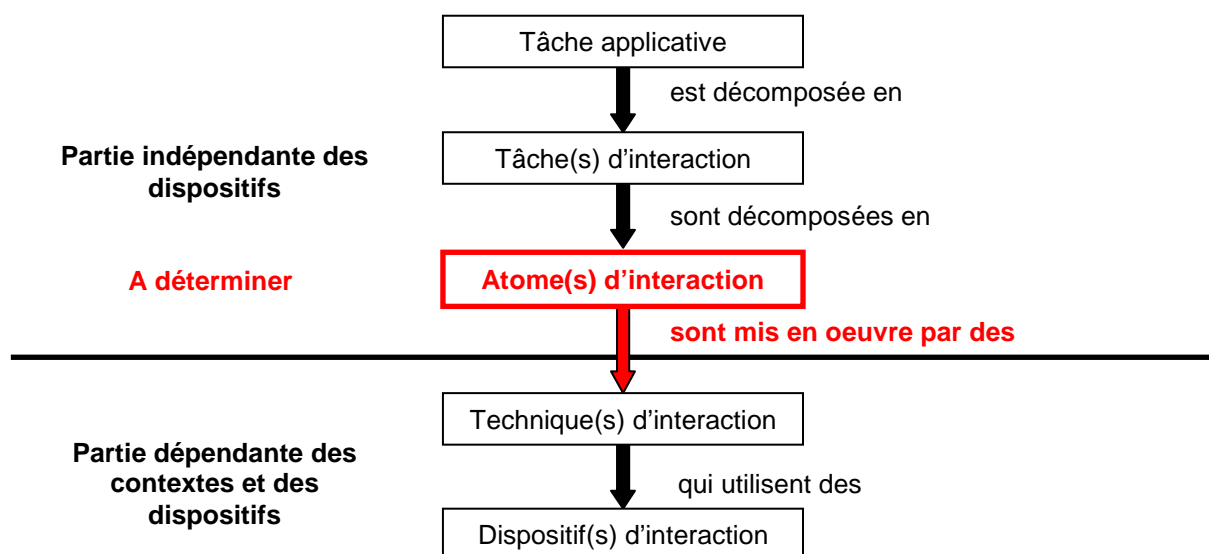 Tâche applicative
est décomposée en
Partie indépendante des
dispositifs
Tâche(s) d'interaction
sont décomposées en
A déterminer
Atome(s) d'interaction
sont mis en oeuvre par des
Technique(s) d'interaction
Partie dépendante des
contextes et des
dispositifs
qui utilisent des
Dispositif(s) d'interaction